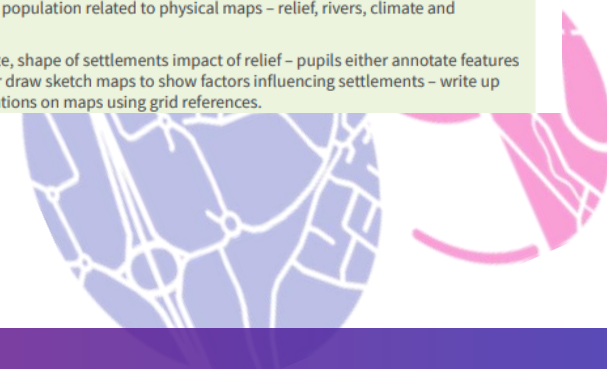 population related to physical maps – relief, rivers, climate and
shape of settlements impact of relief – pupils either annotate features
draw sketch maps to show factors influencing settlements – write up
on maps using grid references.